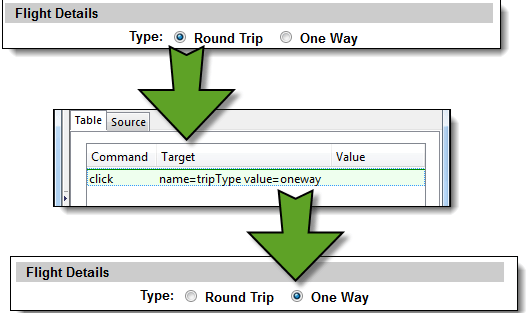 Flight Details
Type: Round Trip One Way
Table Source
Command Target Value
click name=tripType value=oneway
Flight Details
Type: Round Trip One Way